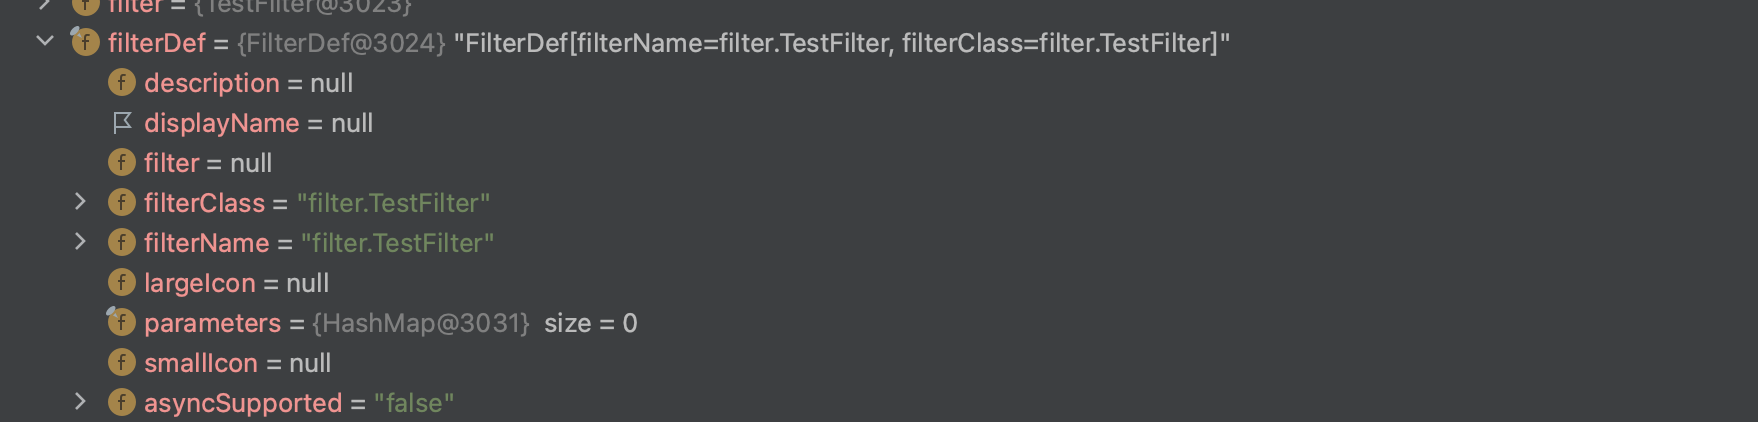 filter = {TestFilter@3023}
filterDef = {FilterDef@3024} "FilterDef[filterName=filter.TestFilter, filterClass=filter.TestFilter]"
description = null
displayName = null
filter = null
filterClass = "filter.TestFilter"
filterName = "filter.TestFilter"
largeIcon = null
parameters = {HashMap@3031} size = 0
smallIcon = null
asyncSupported = "false"